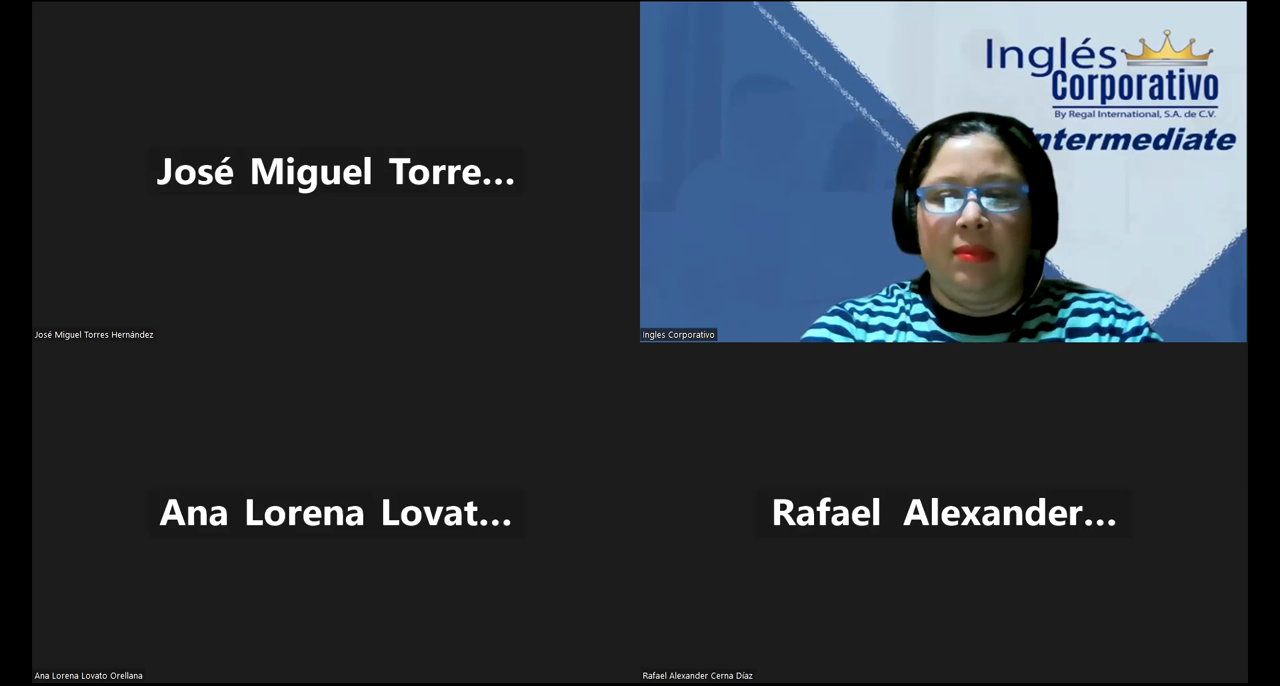 José Miguel Torre...
José Miguel Torres Hernández
Inglés
Corporativo
By Regal International, S.A. de C.V.
Intermediate
Ingles Corporativo
Ana Lorena Lovat...
Ana Lorena Lovato Orellana
Rafael Alexander...
Rafael Alexander Cerna Díaz